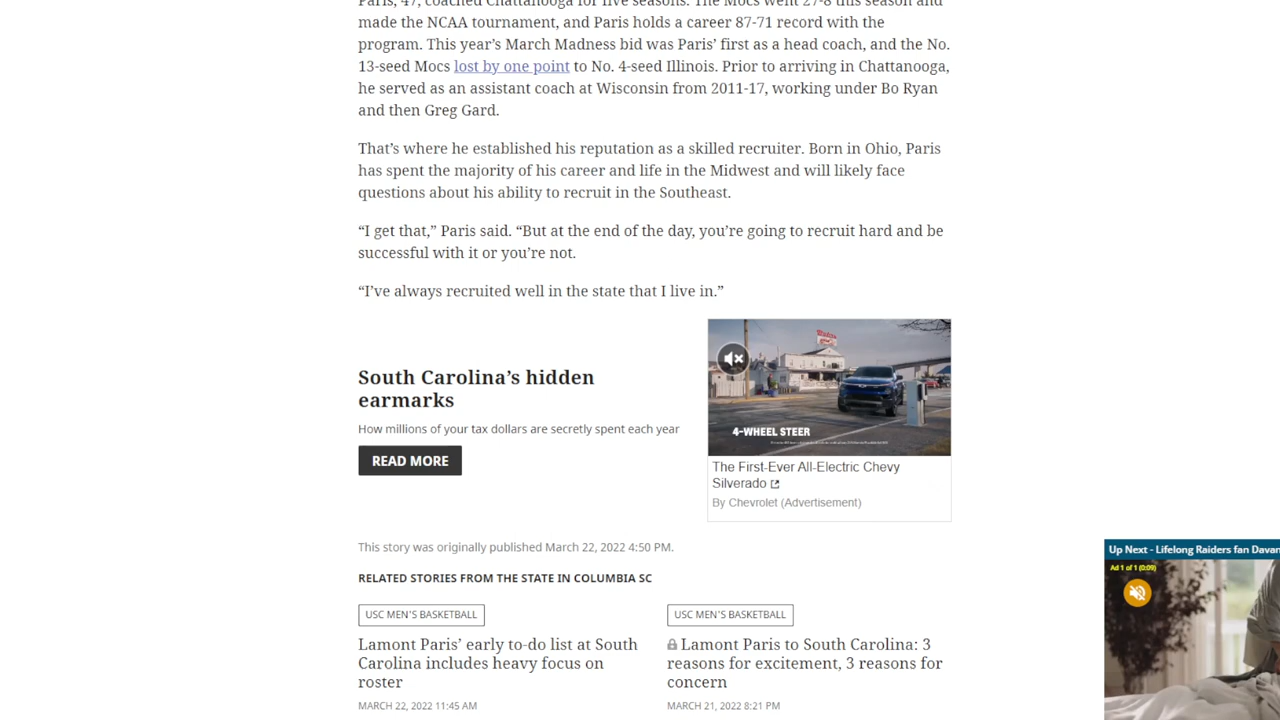 Paris, 47, coached Chattanooga for five seasons. The Mocs went 27-8 this season and
made the NCAA tournament, and Paris holds a career 87-71 record with the
program. This year’s March Madness bid was Paris’ first as a head coach, and the No.
13-seed Mocs lost by one point to No. 4-seed Illinois. Prior to arriving in Chattanooga,
he served as an assistant coach at Wisconsin from 2011-17, working under Bo Ryan
and then Greg Gard.
That’s where he established his reputation as a skilled recruiter. Born in Ohio, Paris
has spent the majority of his career and life in the Midwest and will likely face
questions about his ability to recruit in the Southeast.
“I get that,” Paris said. “But at the end of the day, you’re going to recruit hard and be
successful with it or you’re not.
“I’ve always recruited well in the state that I live in.”
South Carolina’s hidden
earmarks
How millions of your tax dollars are secretly spent each year
READ MORE
4-WHEEL STEER
The First-Ever All-Electric Chevy
Silverado
By Chevrolet (Advertisement)
This story was originally published March 22, 2022 4:50 PM.
Up Next - Lifelong Raiders fan Davan
Ad 1 of 1 (0:09)
RELATED STORIES FROM THE STATE IN COLUMBIA SC
USC MEN'S BASKETBALL
Lamont Paris’ early to-do list at South
Carolina includes heavy focus on
roster
MARCH 22, 2022 11:45 AM
USC MEN'S BASKETBALL
Lamont Paris to South Carolina: 3
reasons for excitement, 3 reasons for
concern
MARCH 21, 2022 8:21 PM